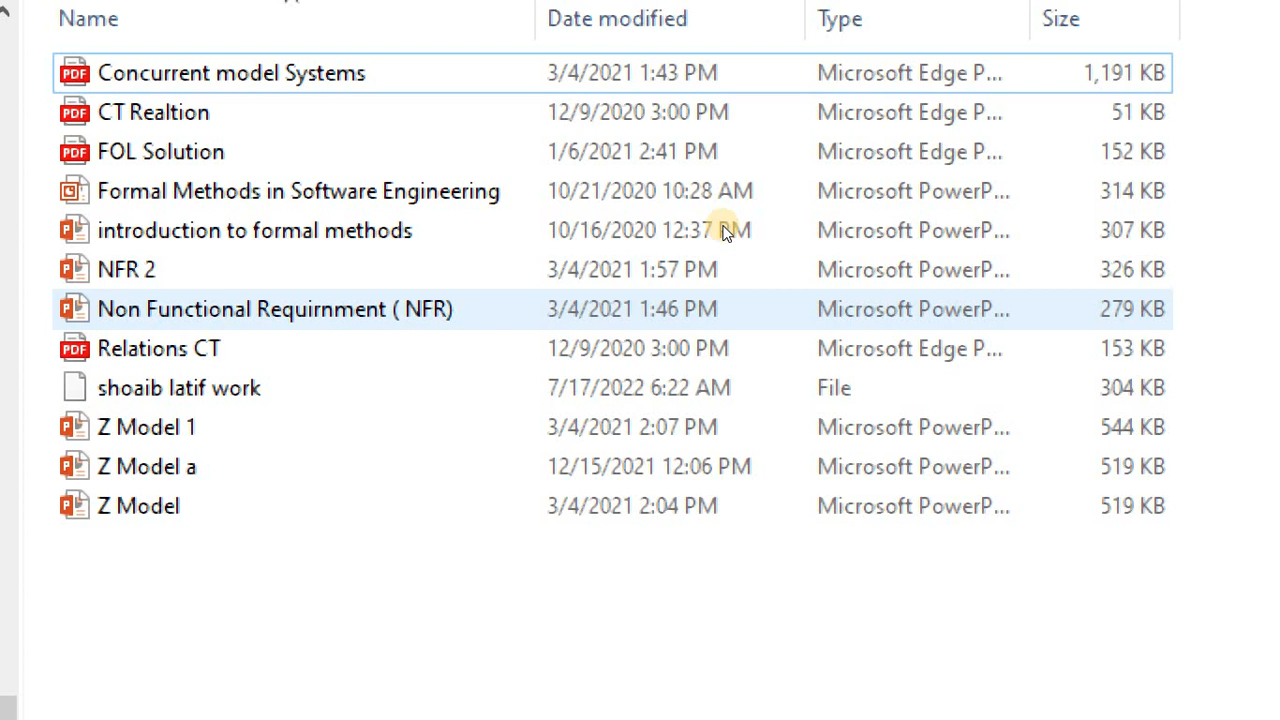 Name Date modified Type Size
PDF Concurrent model Systems 3/4/2021 1:43 PM Microsoft Edge P... 1,191 KB
PDF CT Realtion 12/9/2020 3:00 PM Microsoft Edge P... 51 KB
PDF FOL Solution 1/6/2021 2:41 PM Microsoft Edge P... 152 KB
Formal Methods in Software Engineering 10/21/2020 10:28 AM Microsoft PowerP... 314 KB
P introduction to formal methods 10/16/2020 12:37 PM Microsoft PowerP... 307 KB
P NFR 2 3/4/2021 1:57 PM Microsoft PowerP... 326 KB
P Non Functional Requirnment ( NFR) 3/4/2021 1:46 PM Microsoft PowerP... 279 KB
PDF Relations CT 12/9/2020 3:00 PM Microsoft Edge P... 153 KB
shoaib latif work 7/17/2022 6:22 AM File 304 KB
P Z Model 1 3/4/2021 2:07 PM Microsoft PowerP... 544 KB
P Z Model a 12/15/2021 12:06 PM Microsoft PowerP... 519 KB
P Z Model 3/4/2021 2:04 PM Microsoft PowerP... 519 KB